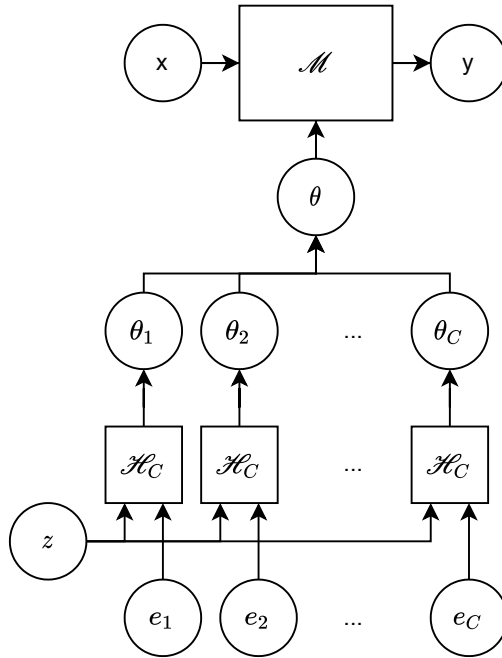 x ℳ y
θ
θ₁ θ₂ ... θ_C
ℋ_C ℋ_C ... ℋ_C
z
e₁ e₂ ... e_C